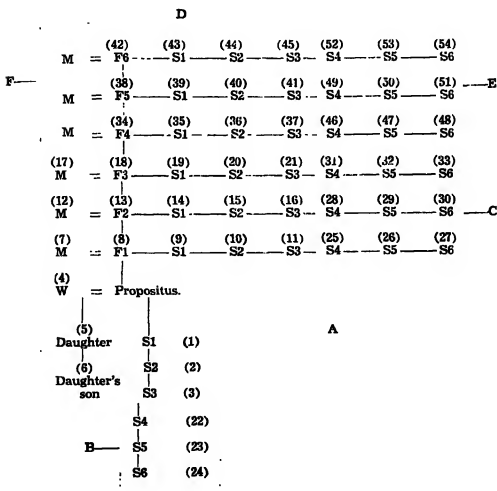 D
(42) (43) (44) (45) (52) (53) (54)
M = F6 S1 S2 S3 S4 S5 S6
F
(38) (39) (40) (41) (49) (50) (51)
E
M = F5 S1 S2 S3 S4 S5 S6
(34) (35) (36) (37) (46) (47) (48)
M = F4 S1 S2 S3 S4 S5 S6
(17) (18) (19) (20) (21) (31) (32) (33)
M = F3 S1 S2 S3 S4 S5 S6
(12) (13) (14) (15) (16) (28) (29) (30)
M = F2 S1 S2 S3 S4 S5 S6 C
(7) (8) (9) (10) (11) (25) (26) (27)
M = F1 S1 S2 S3 S4 S5 S6
(4)
W = Propositus.
(5)
A
Daughter S1 (1)
(6) S2 (2)
Daughter's
son S3 (3)
S4 (22)
B S5 (23)
S6 (24)